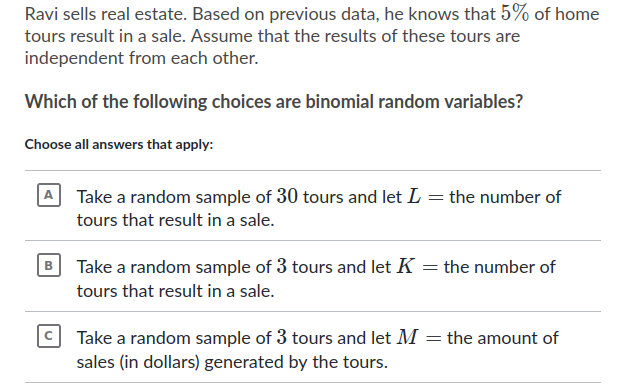 Ravi sells real estate. Based on previous data, he knows that 5% of home
tours result in a sale. Assume that the results of these tours are
independent from each other.
Which of the following choices are binomial random variables?
Choose all answers that apply:
A Take a random sample of 30 tours and let L = the number of
tours that result in a sale.
B Take a random sample of 3 tours and let K = the number of
tours that result in a sale.
C Take a random sample of 3 tours and let M = the amount of
sales (in dollars) generated by the tours.